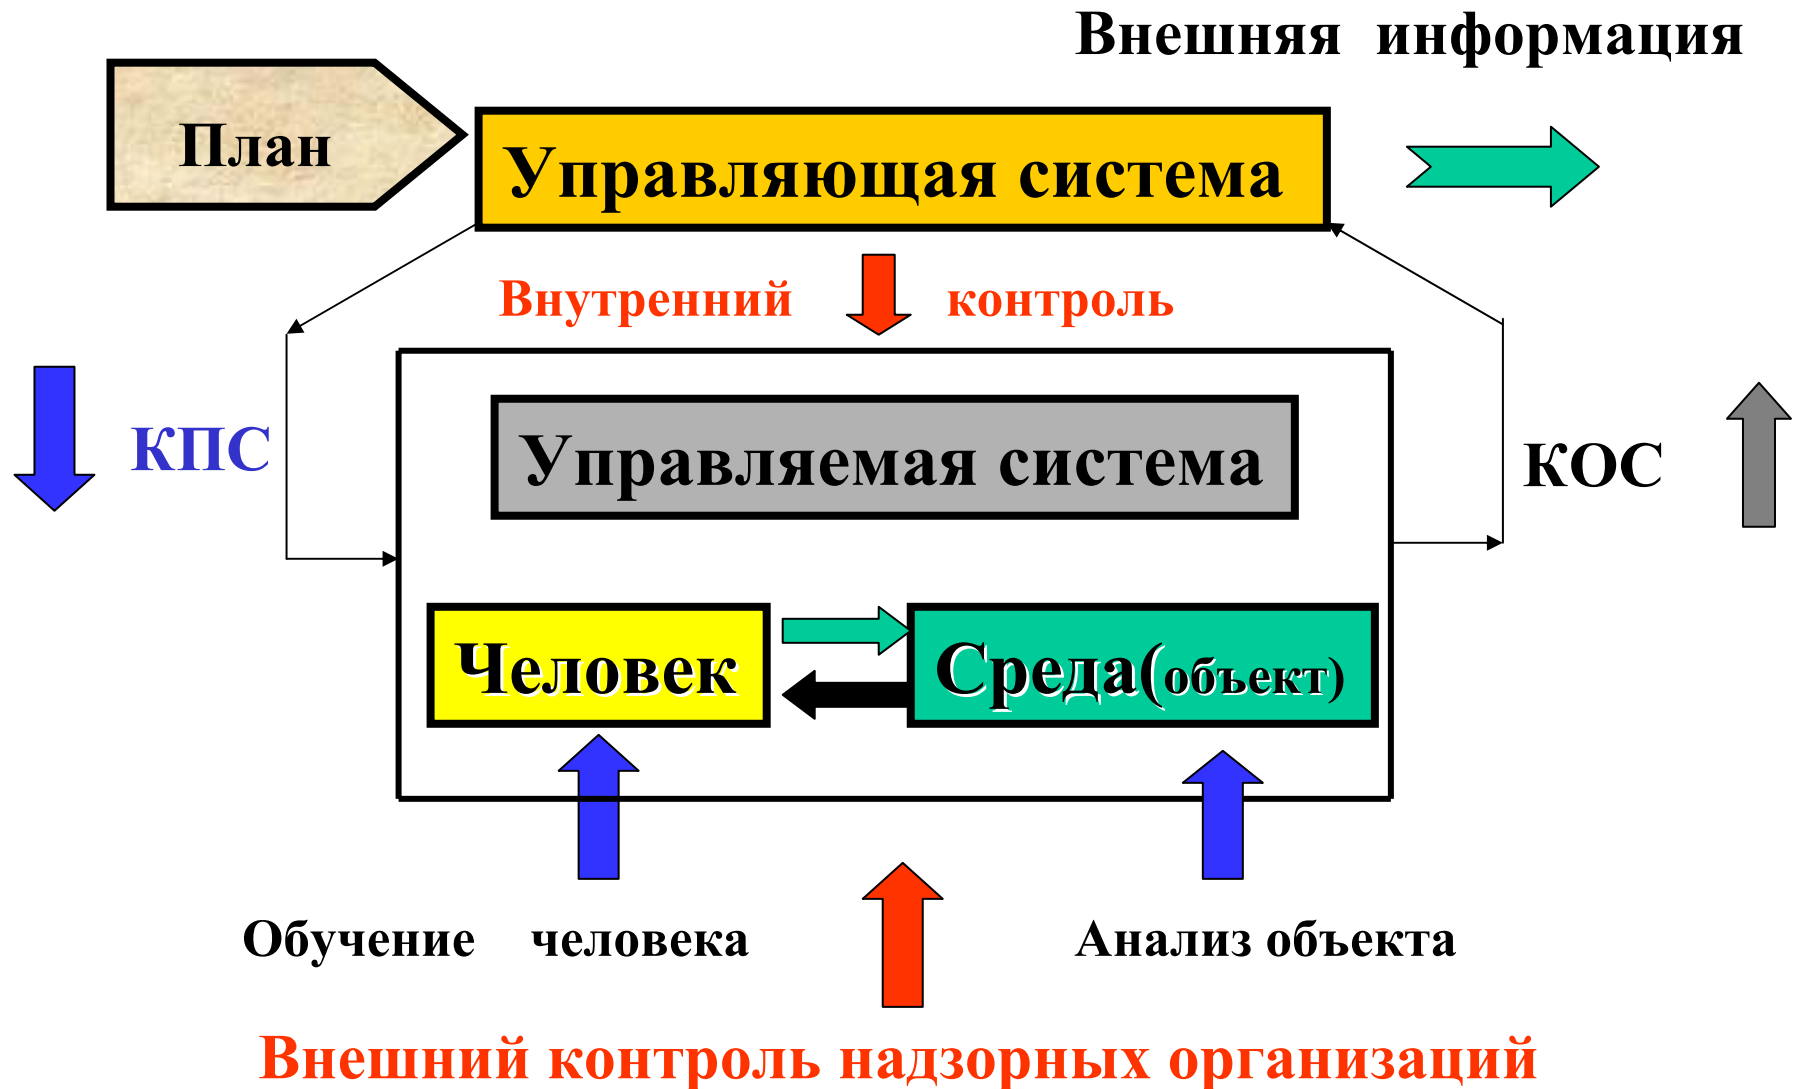 Внешняя информация
План
Управляющая система
Внутренний контроль
КПС
Управляемая система
КОС
Человек
Среда(объект)
Обучение человека
Анализ объекта
Внешний контроль надзорных организаций